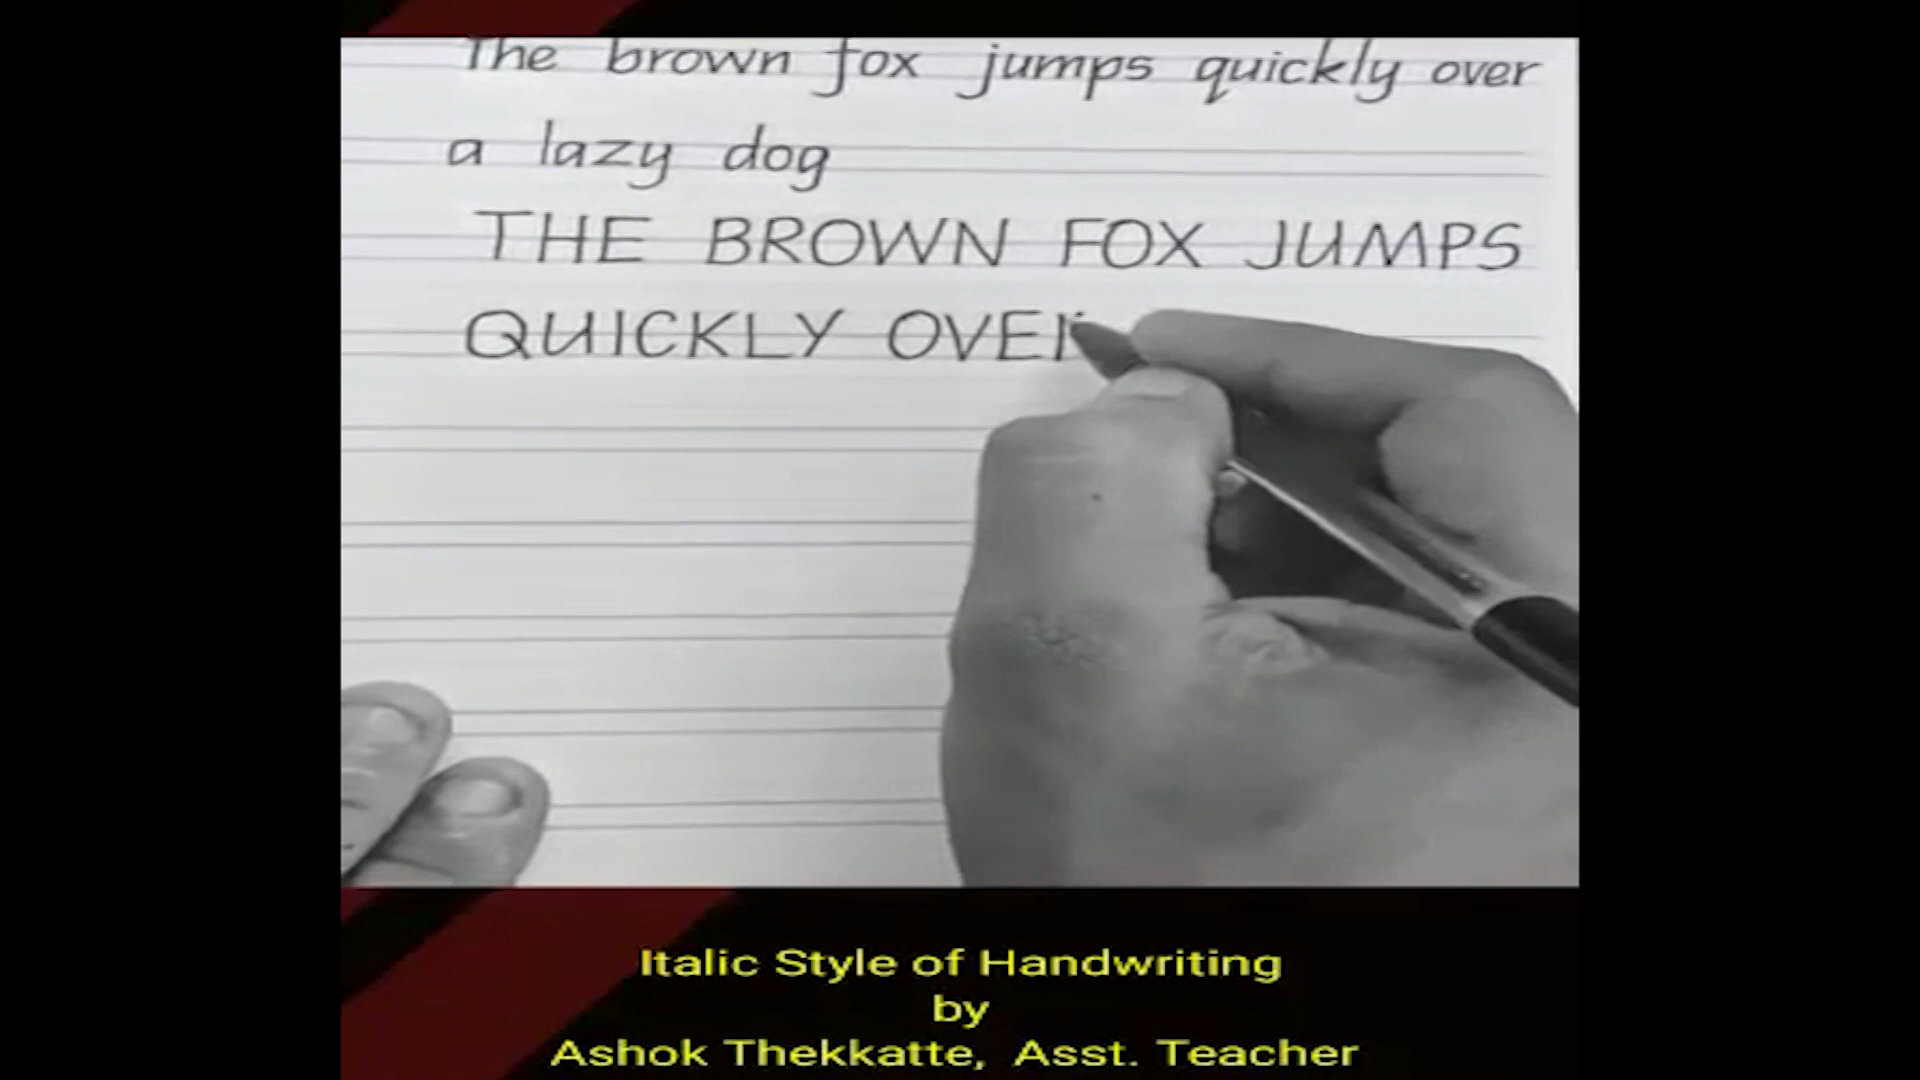 The brown fox jumps quickly over
a lazy dog
THE BROWN FOX JUMPS
QUICKLY OVER
Italic Style of Handwriting
by
Ashok Thekkatte, Asst. Teacher